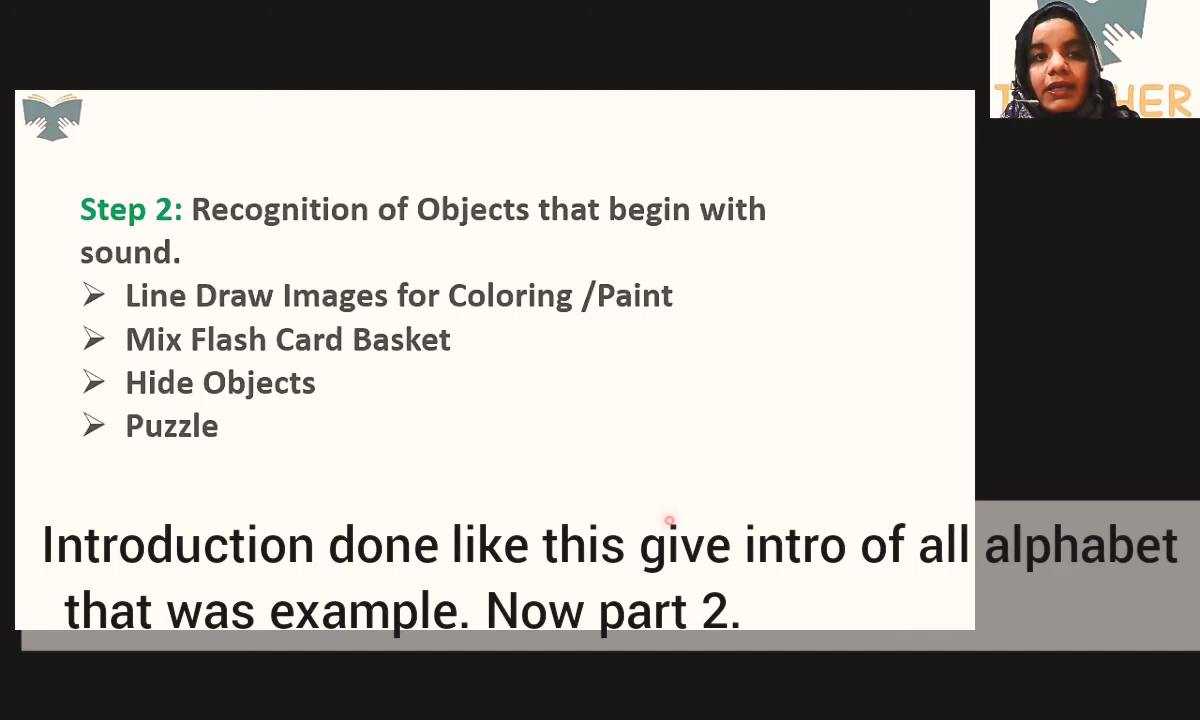 T HER
Step 2: Recognition of Objects that begin with
sound.
➢ Line Draw Images for Coloring /Paint
➢ Mix Flash Card Basket
➢ Hide Objects
➢ Puzzle
Introduction done like this give intro of all alphabet
that was example. Now part 2.